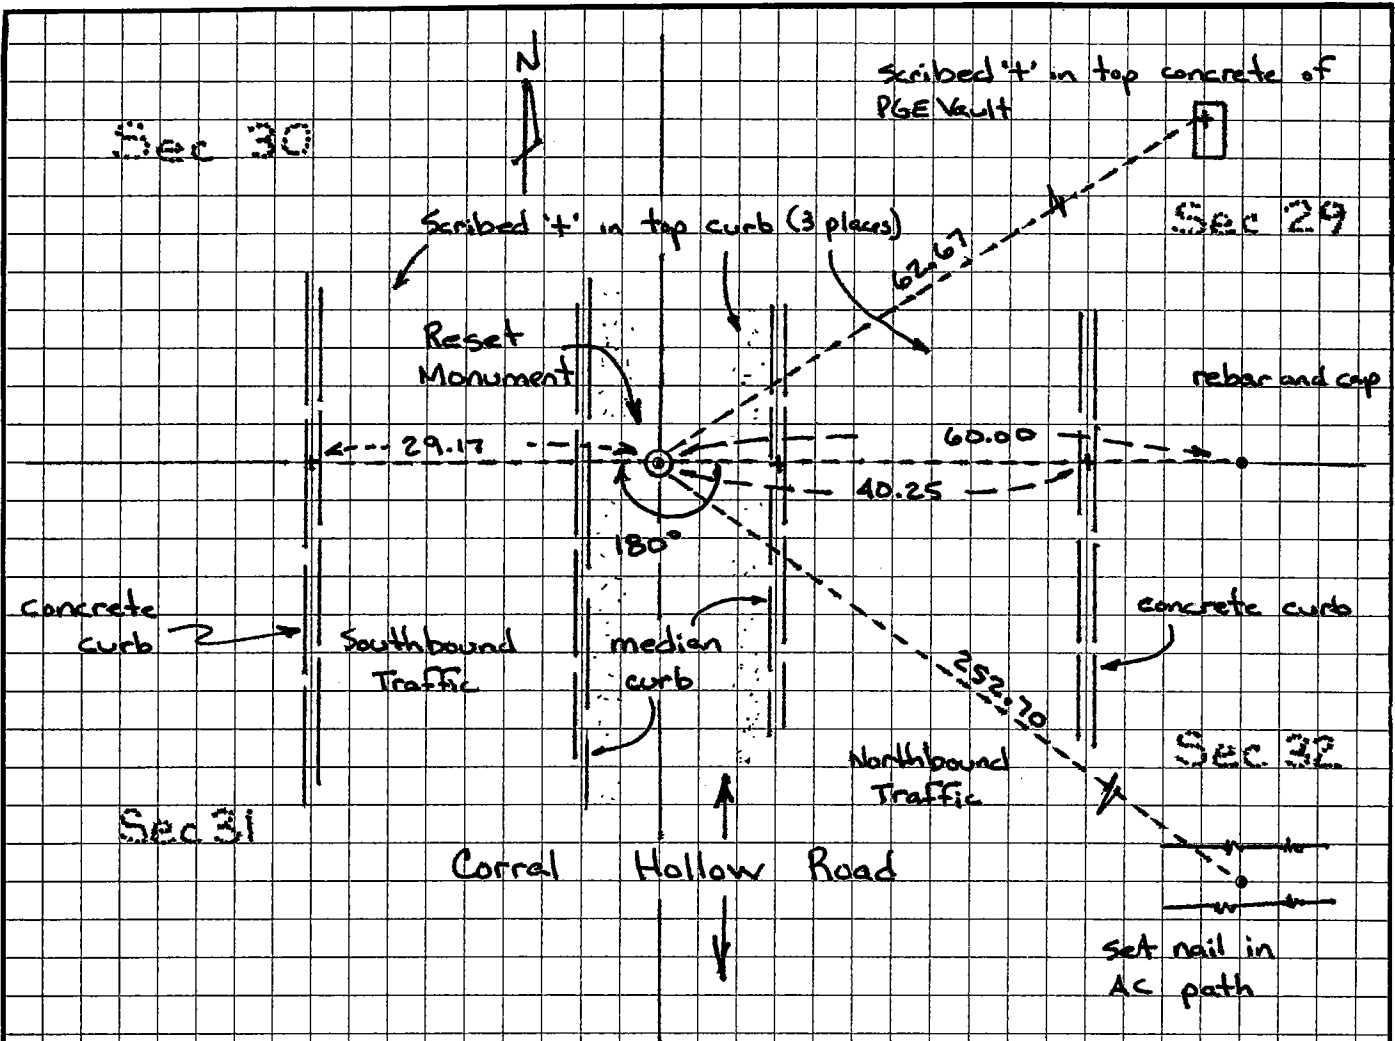 N
Scribed '+' in top concrete of
PGE Vault
Sec 30
Sec 29
Scribed '+' in top curb (3 places)
62.67
Reset
Monument
rebar and cap
29.17
60.00
40.25
180°
concrete
curb
Southbound
Traffic
median
curb
concrete curb
252.70
Northbound
Traffic
Sec 32
Sec 31
Corral Hollow Road
set nail in
AC path